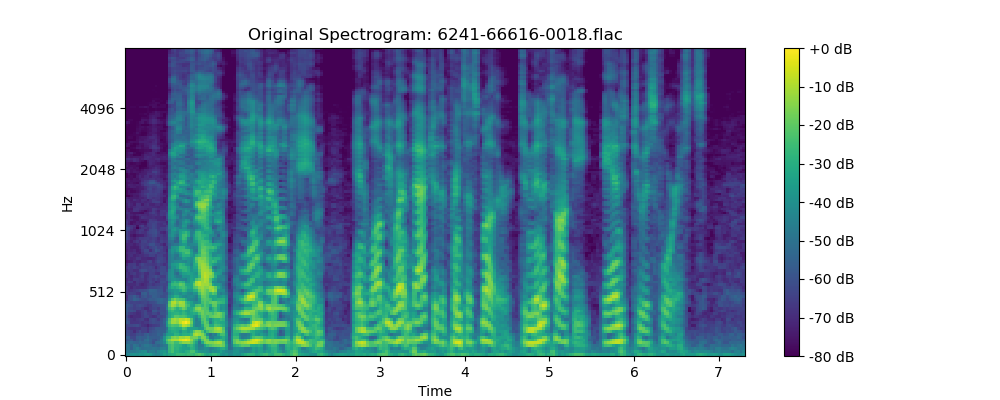 Original Spectrogram: 6241-66616-0018.flac
Hz
4096
2048
1024
512
0
0 1 2 3 4 5 6 7
Time
+0 dB
-10 dB
-20 dB
-30 dB
-40 dB
-50 dB
-60 dB
-70 dB
-80 dB